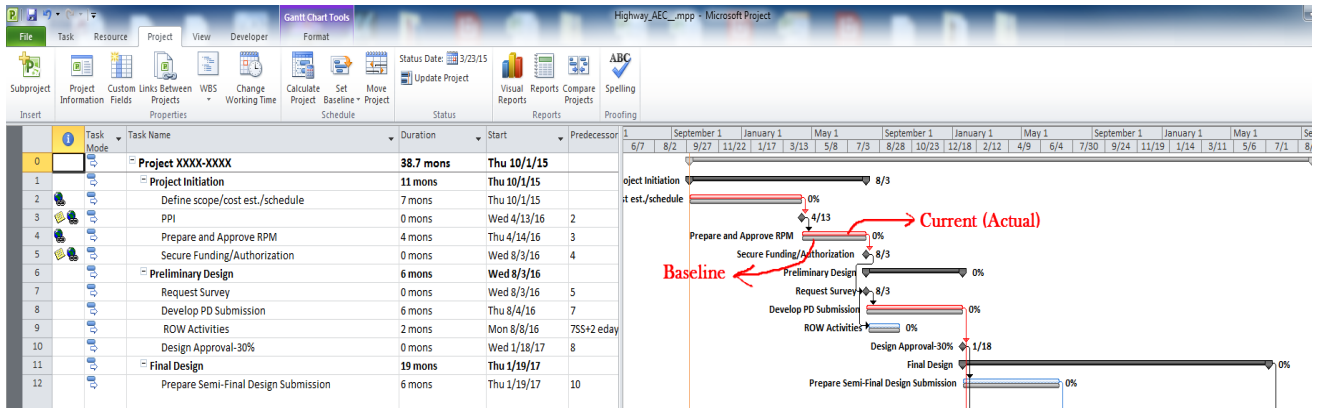 Gantt Chart Tools
Highway_AEC__.mpp - Microsoft Project
File Task Resource Project View Developer Format
Subproject
Project Information
Custom Fields
Links Between Projects
WBS
Change Working Time
Calculate Project
Set Baseline
Move Project
Status Date: 3/23/15
Update Project
Visual Reports
Reports
Compare Projects
ABC
Spelling
Insert Properties Schedule Status Reports Proofing
Task Mode Task Name Duration Start Predecessor
1 September 1 January 1 May 1 September 1 January 1 May 1 September 1 January 1 May 1 Se
6/7 8/2 9/27 11/22 1/17 3/13 5/8 7/3 8/28 10/23 12/18 2/12 4/9 6/4 7/30 9/24 11/19 1/14 3/11 5/6 7/1 8/
0 Project XXXX-XXXX 38.7 mons Thu 10/1/15
1 Project Initiation 11 mons Thu 10/1/15
2 Define scope/cost est./schedule 7 mons Thu 10/1/15
3 PPI 0 mons Wed 4/13/16 2
4 Prepare and Approve RPM 4 mons Thu 4/14/16 3
5 Secure Funding/Authorization 0 mons Wed 8/3/16 4
6 Preliminary Design 6 mons Wed 8/3/16
7 Request Survey 0 mons Wed 8/3/16 5
8 Develop PD Submission 6 mons Thu 8/4/16 7
9 ROW Activities 2 mons Mon 8/8/16 7SS+2 eday
10 Design Approval-30% 0 mons Wed 1/18/17 8
11 Final Design 19 mons Thu 1/19/17
12 Prepare Semi-Final Design Submission 6 mons Thu 1/19/17 10
oject Initiation 8/3
t est./schedule 0%
4/13
Current (Actual)
Prepare and Approve RPM 0%
Secure Funding/Authorization 8/3
Baseline
Preliminary Design 0%
Request Survey 8/3
Develop PD Submission 0%
ROW Activities 0%
Design Approval-30% 1/18
Final Design 0%
Prepare Semi-Final Design Submission 0%